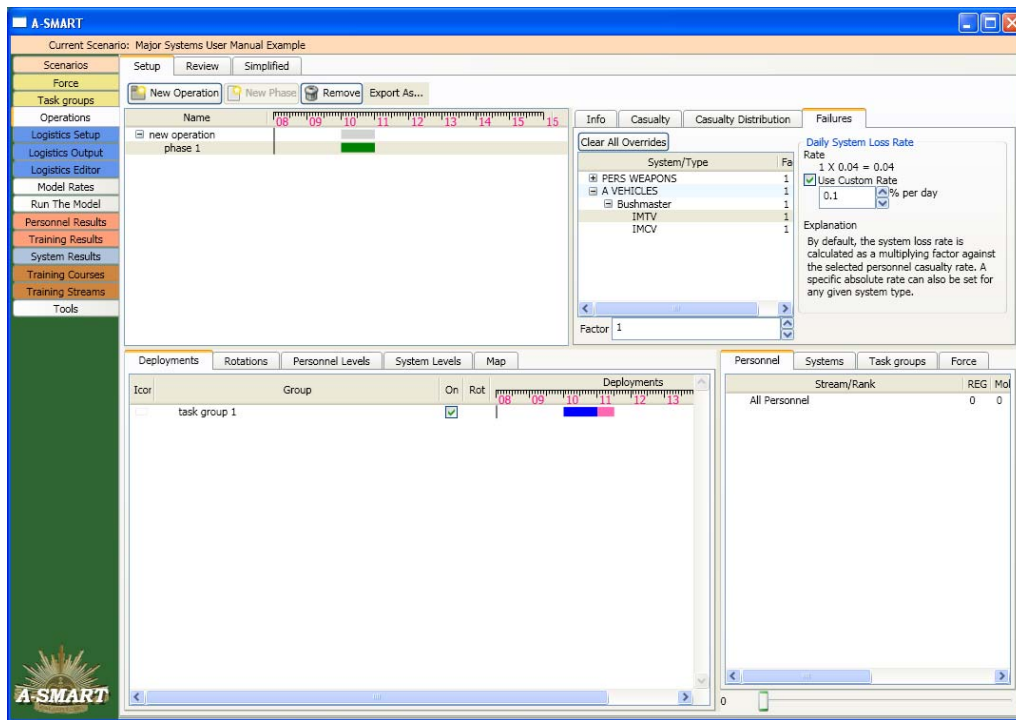 A-SMART
Current Scenario: Major Systems User Manual Example
Scenarios
Force
Task groups
Operations
Logistics Setup
Logistics Output
Logistics Editor
Model Rates
Run The Model
Personnel Results
Training Results
System Results
Training Courses
Training Streams
Tools
A-SMART
Setup Review Simplified
New Operation New Phase Remove Export As...
Name 08 09 10 11 12 13 14 15 15
new operation
phase 1
Info Casualty Casualty Distribution Failures
Clear All Overrides
System/Type Fa
PERS WEAPONS 1
A VEHICLES 1
Bushmaster 1
IMTV 1
IMCV 1
Factor 1
Daily System Loss Rate
Rate
1 X 0.04 = 0.04
Use Custom Rate
0.1 % per day
Explanation
By default, the system loss rate is
calculated as a multiplying factor against
the selected personnel casualty rate. A
specific absolute rate can also be set for
any given system type.
Deployments Rotations Personnel Levels System Levels Map
Icor Group On Rot Deployments
08 09 10 11 12 13
task group 1
Personnel Systems Task groups Force
Stream/Rank REG Mol
All Personnel 0 0
0